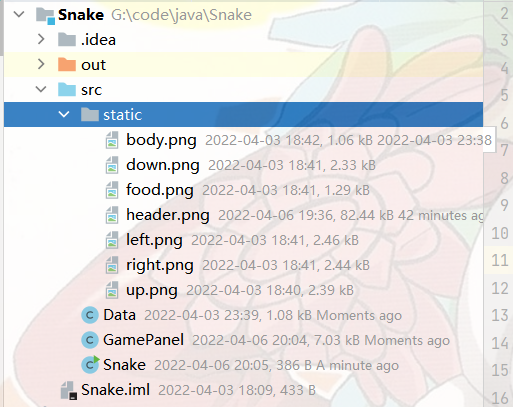 Snake G:\code\java\Snake
.idea
out
src
static
body.png 2022-04-03 18:42, 1.06 kB 2022-04-03 23:38
down.png 2022-04-03 18:41, 2.33 kB
food.png 2022-04-03 18:41, 1.29 kB
header.png 2022-04-06 19:36, 82.44 kB 42 minutes ag
left.png 2022-04-03 18:41, 2.46 kB
right.png 2022-04-03 18:41, 2.44 kB
up.png 2022-04-03 18:40, 2.39 kB
Data 2022-04-03 23:39, 1.08 kB Moments ago
GamePanel 2022-04-06 20:04, 7.03 kB Moments ago
Snake 2022-04-06 20:05, 386 B A minute ago
Snake.iml 2022-04-03 18:09, 433 B
2
3
4
5
6
7
8
9
10
11
12
13
14
15
16